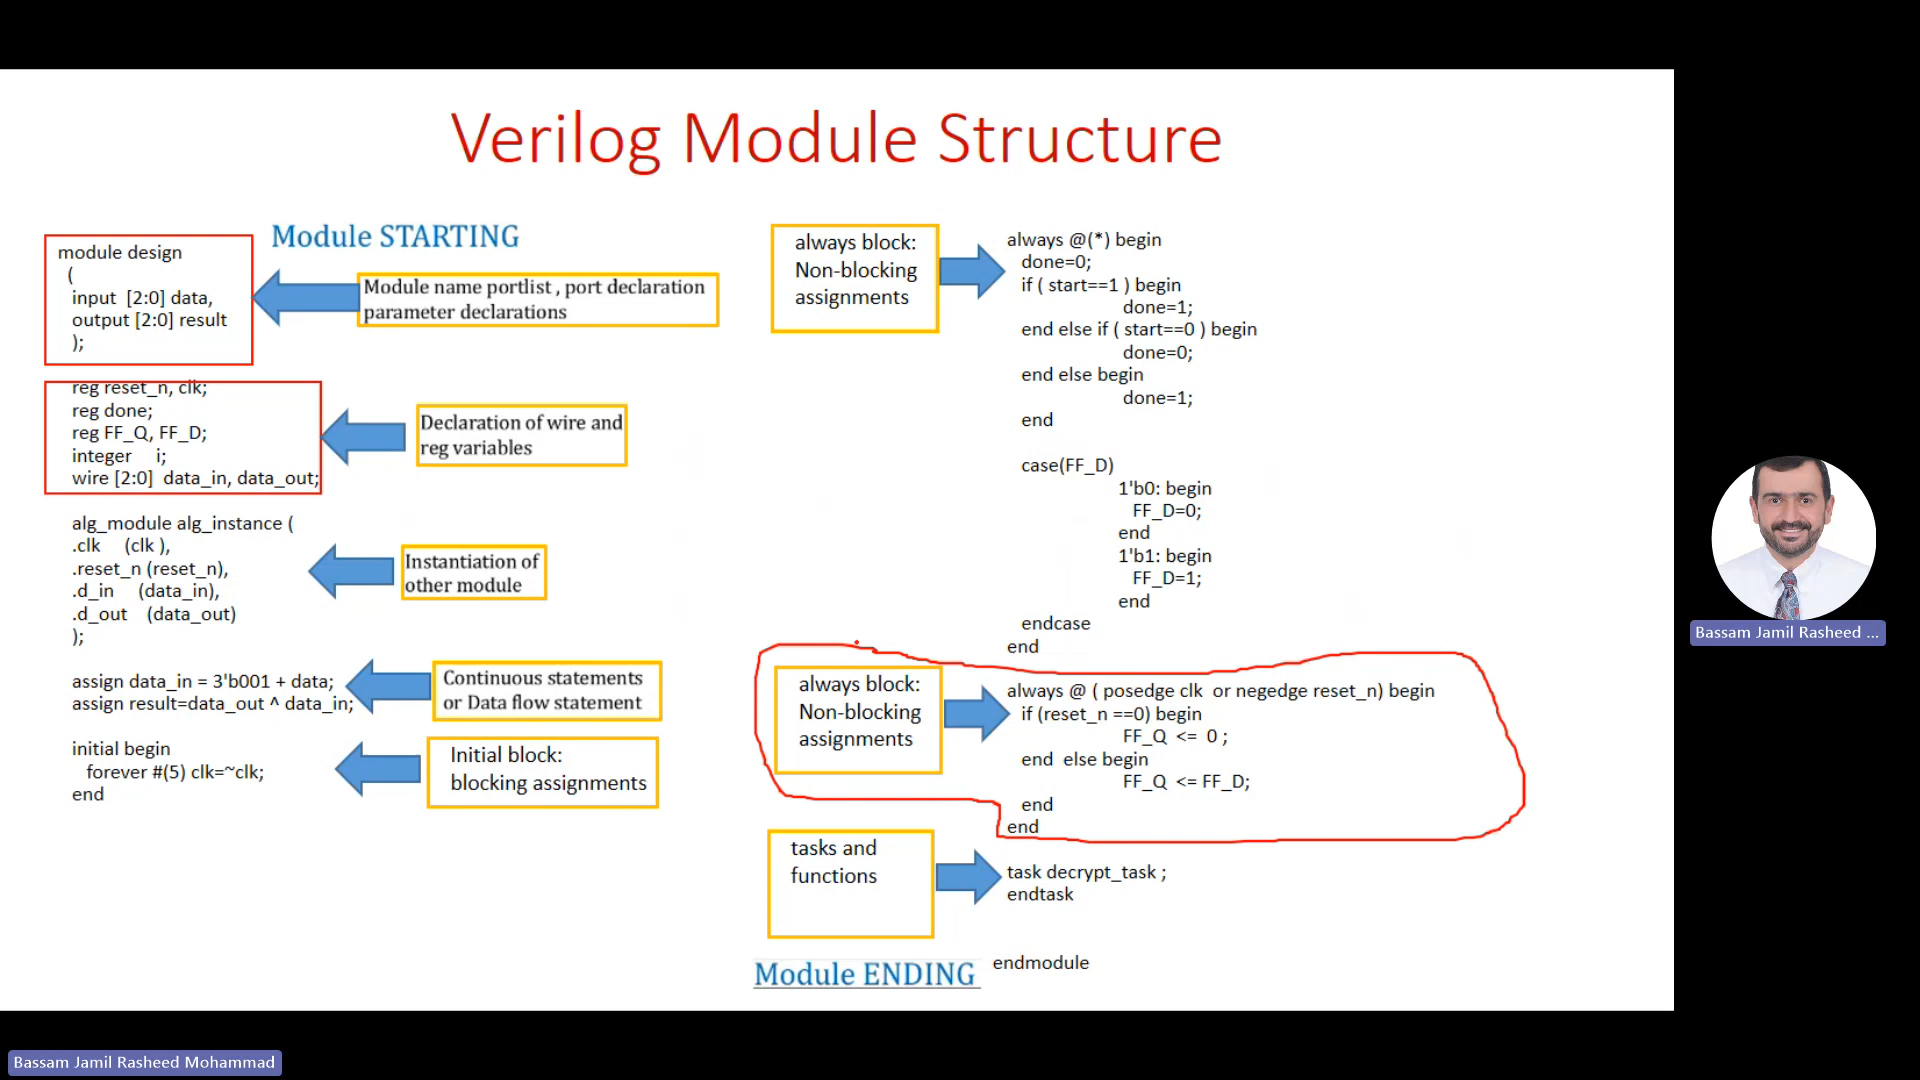 Verilog Module Structure
Module STARTING
module design
(
input [2:0] data,
output [2:0] result
);
Module name portlist , port declaration
parameter declarations
reg reset_n, clk;
reg done;
reg FF_Q, FF_D;
integer i;
wire [2:0] data_in, data_out;
Declaration of wire and
reg variables
alg_module alg_instance (
.clk (clk ),
.reset_n (reset_n),
.d_in (data_in),
.d_out (data_out)
);
Instantiation of
other module
assign data_in = 3'b001 + data;
assign result=data_out ^ data_in;
Continuous statements
or Data flow statement
initial begin
forever #(5) clk=~clk;
end
Initial block:
blocking assignments
always block:
Non-blocking
assignments
always @(*) begin
done=0;
if ( start==1 ) begin
done=1;
end else if ( start==0 ) begin
done=0;
end else begin
done=1;
end
case(FF_D)
1'b0: begin
FF_D=0;
end
1'b1: begin
FF_D=1;
end
endcase
end
always block:
Non-blocking
assignments
always @ ( posedge clk or negedge reset_n) begin
if (reset_n ==0) begin
FF_Q <= 0 ;
end else begin
FF_Q <= FF_D;
end
end
tasks and
functions
task decrypt_task ;
endtask
Module ENDING
endmodule
Bassam Jamil Rasheed ...
Bassam Jamil Rasheed Mohammad